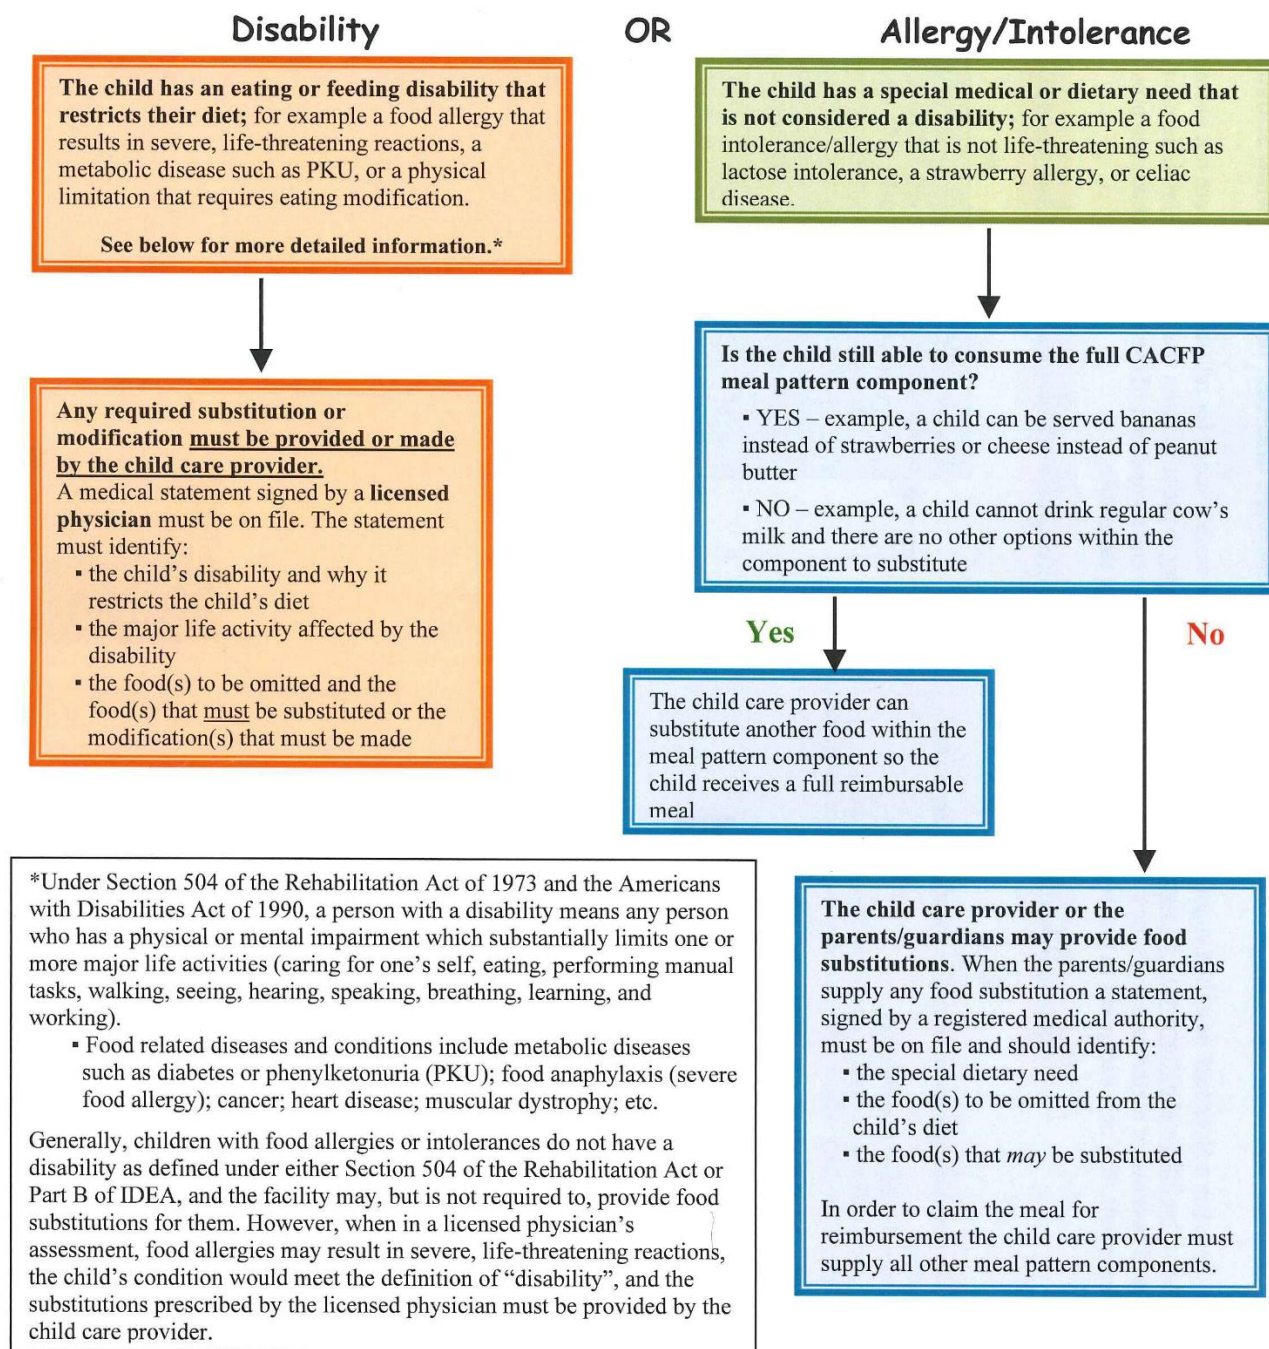 Disability OR Allergy/Intolerance
The child has an eating or feeding disability that
restricts their diet; for example a food allergy that
results in severe, life-threatening reactions, a
metabolic disease such as PKU, or a physical
limitation that requires eating modification.
See below for more detailed information.*
Any required substitution or
modification must be provided or made
by the child care provider.
A medical statement signed by a licensed
physician must be on file. The statement
must identify:
▪ the child's disability and why it
restricts the child's diet
▪ the major life activity affected by the
disability
▪ the food(s) to be omitted and the
food(s) that must be substituted or the
modification(s) that must be made
The child has a special medical or dietary need that
is not considered a disability; for example a food
intolerance/allergy that is not life-threatening such as
lactose intolerance, a strawberry allergy, or celiac
disease.
Is the child still able to consume the full CACFP
meal pattern component?
▪ YES – example, a child can be served bananas
instead of strawberries or cheese instead of peanut
butter
▪ NO – example, a child cannot drink regular cow's
milk and there are no other options within the
component to substitute
Yes
No
The child care provider can
substitute another food within the
meal pattern component so the
child receives a full reimbursable
meal
The child care provider or the
parents/guardians may provide food
substitutions. When the parents/guardians
supply any food substitution a statement,
signed by a registered medical authority,
must be on file and should identify:
▪ the special dietary need
▪ the food(s) to be omitted from the
child's diet
▪ the food(s) that may be substituted
In order to claim the meal for
reimbursement the child care provider must
supply all other meal pattern components.
*Under Section 504 of the Rehabilitation Act of 1973 and the Americans
with Disabilities Act of 1990, a person with a disability means any person
who has a physical or mental impairment which substantially limits one or
more major life activities (caring for one's self, eating, performing manual
tasks, walking, seeing, hearing, speaking, breathing, learning, and
working).
▪ Food related diseases and conditions include metabolic diseases
such as diabetes or phenylketonuria (PKU); food anaphylaxis (severe
food allergy); cancer; heart disease; muscular dystrophy; etc.
Generally, children with food allergies or intolerances do not have a
disability as defined under either Section 504 of the Rehabilitation Act or
Part B of IDEA, and the facility may, but is not required to, provide food
substitutions for them. However, when in a licensed physician's
assessment, food allergies may result in severe, life-threatening reactions,
the child's condition would meet the definition of "disability", and the
substitutions prescribed by the licensed physician must be provided by the
child care provider.